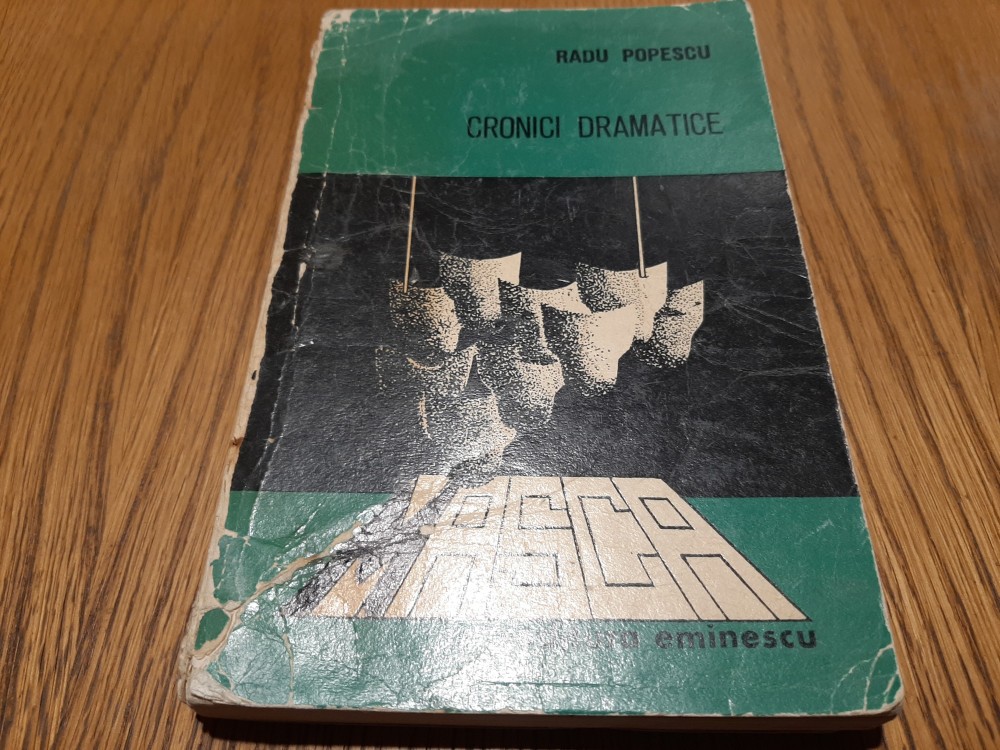 RADU POPESCU
CRONICI DRAMATICE
MASCA
eminescu